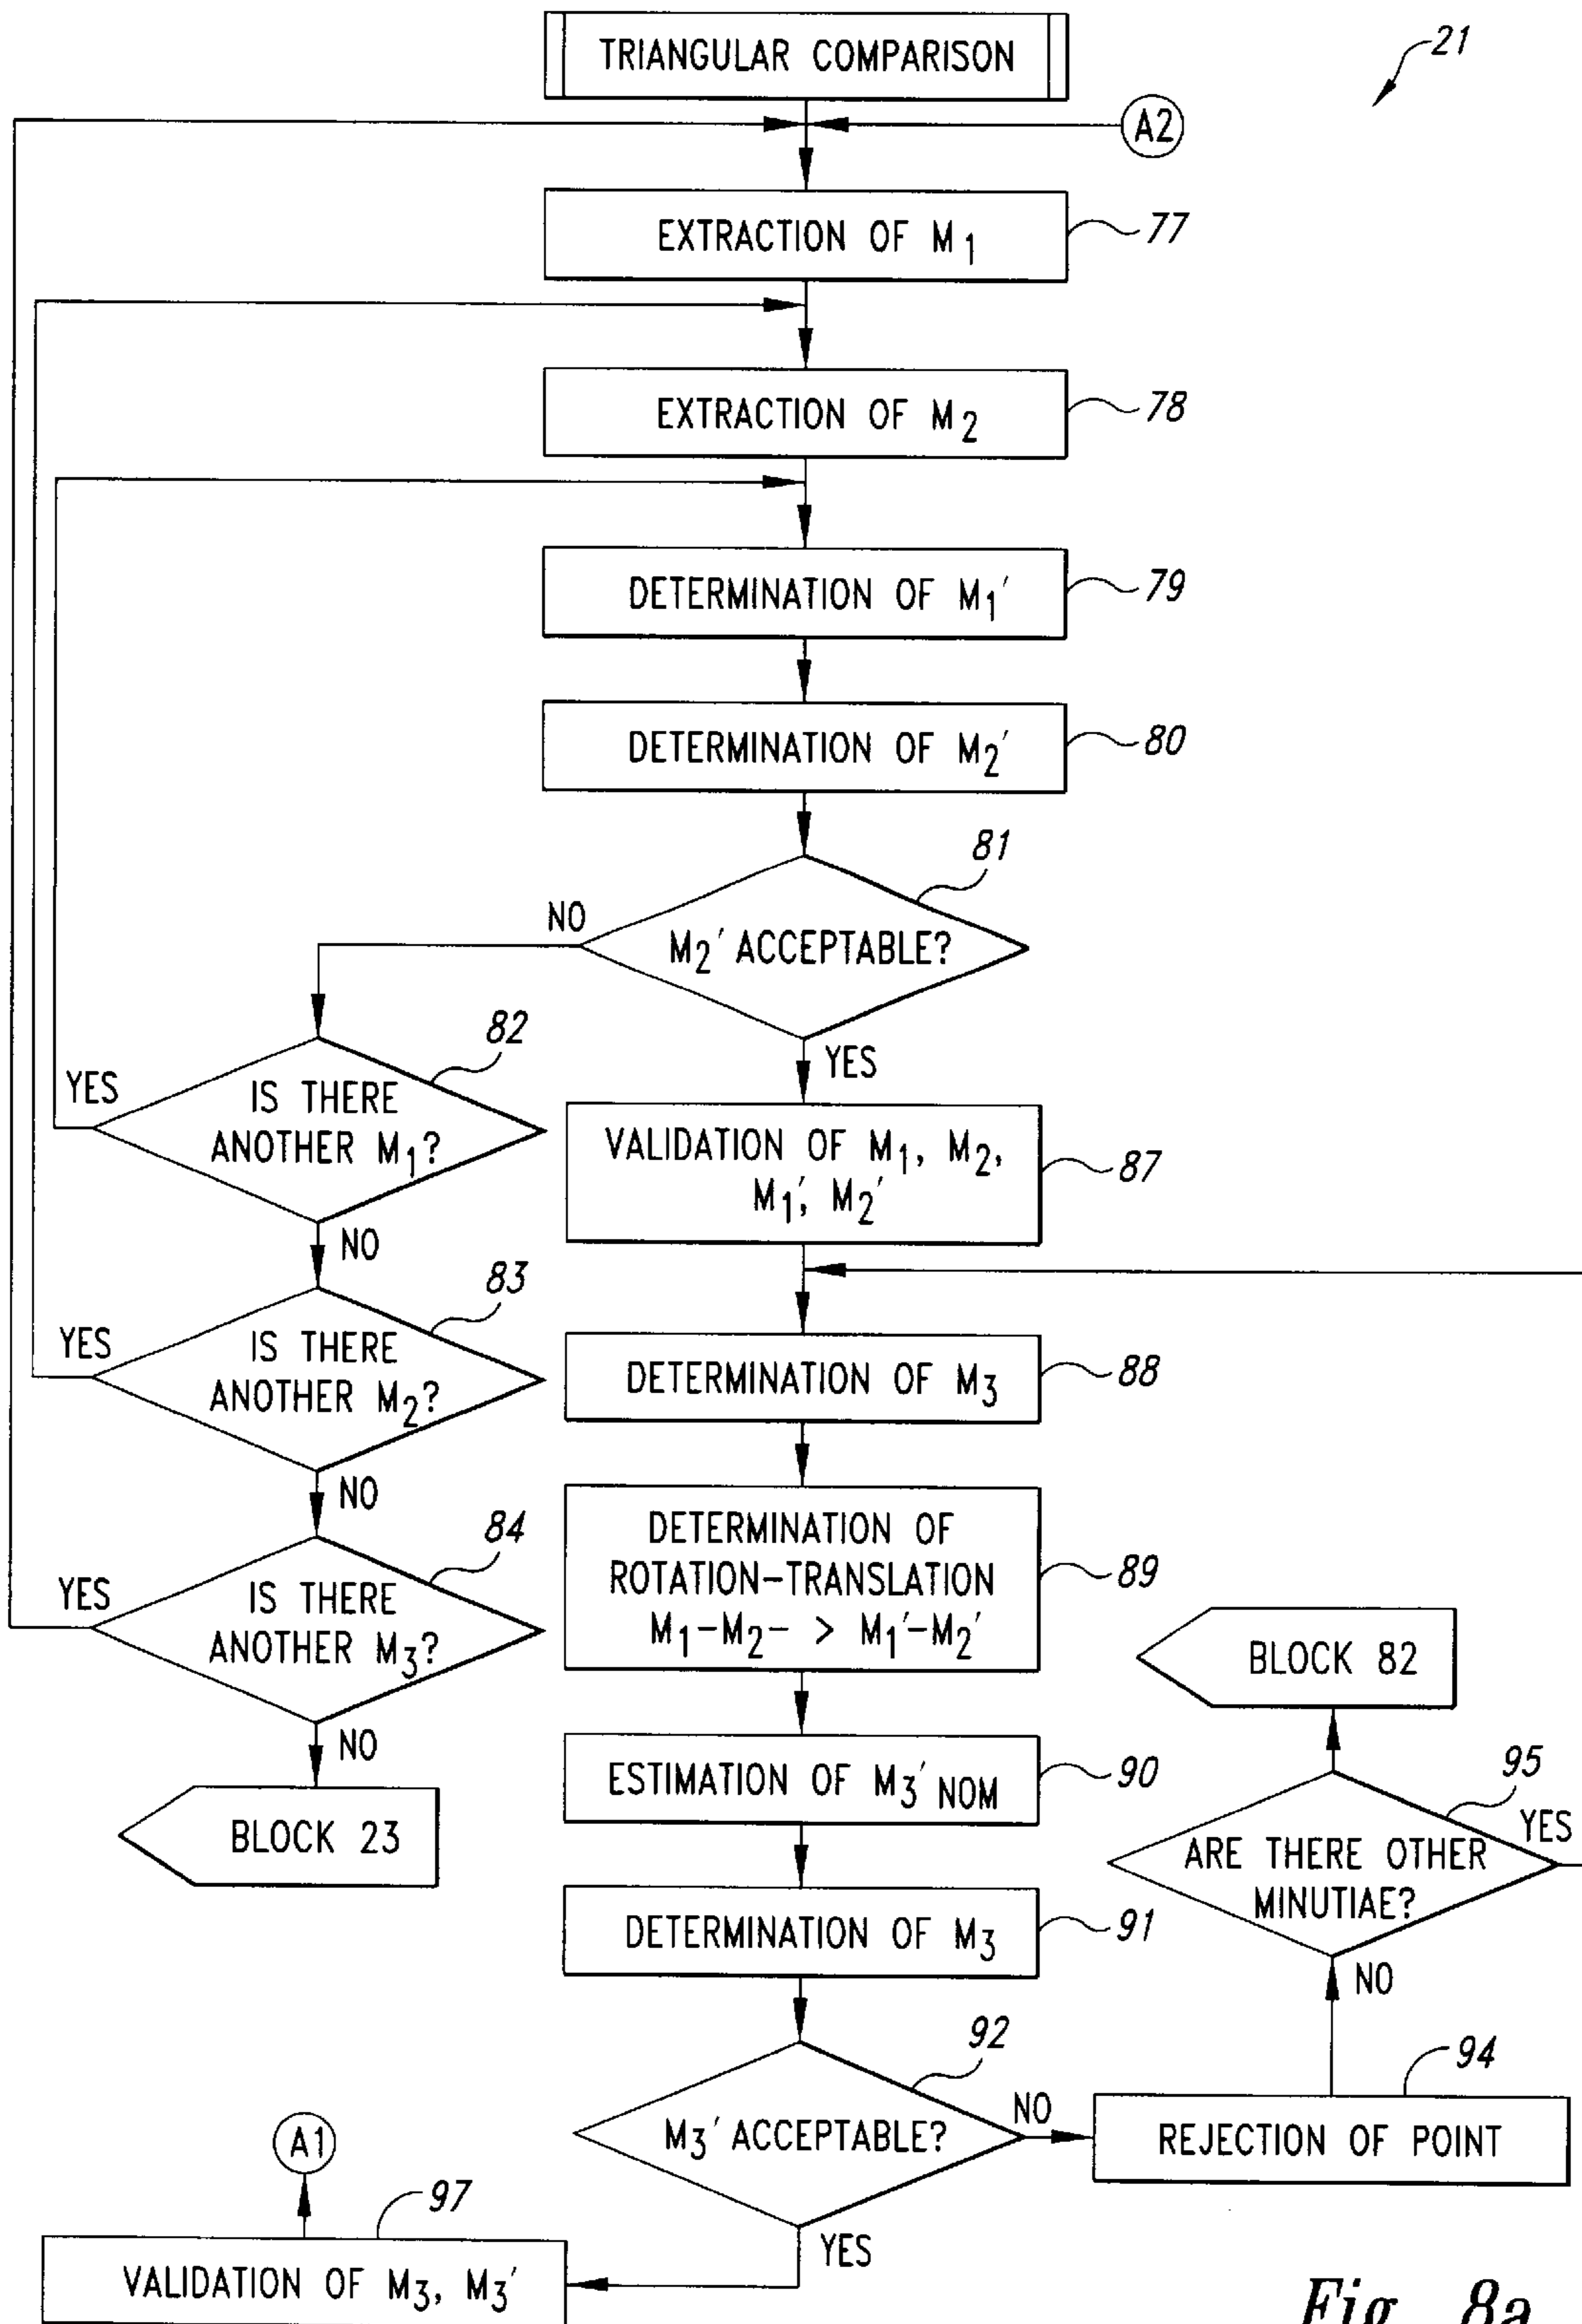 TRIANGULAR COMPARISON
21
A2
EXTRACTION OF M1
77
EXTRACTION OF M2
78
DETERMINATION OF M1'
79
DETERMINATION OF M2'
80
81
NO
M2' ACCEPTABLE?
YES
82
YES
IS THERE
ANOTHER M1?
NO
VALIDATION OF M1, M2,
M1', M2'
87
83
YES
IS THERE
ANOTHER M2?
NO
DETERMINATION OF M3
88
84
YES
IS THERE
ANOTHER M3?
NO
BLOCK 23
DETERMINATION OF
ROTATION-TRANSLATION
M1-M2- > M1'-M2'
89
BLOCK 82
ESTIMATION OF M3' NOM
90
95
YES
ARE THERE OTHER
MINUTIAE?
NO
DETERMINATION OF M3
91
92
M3' ACCEPTABLE?
NO
94
REJECTION OF POINT
YES
A1
97
VALIDATION OF M3, M3'
Fig. 8a